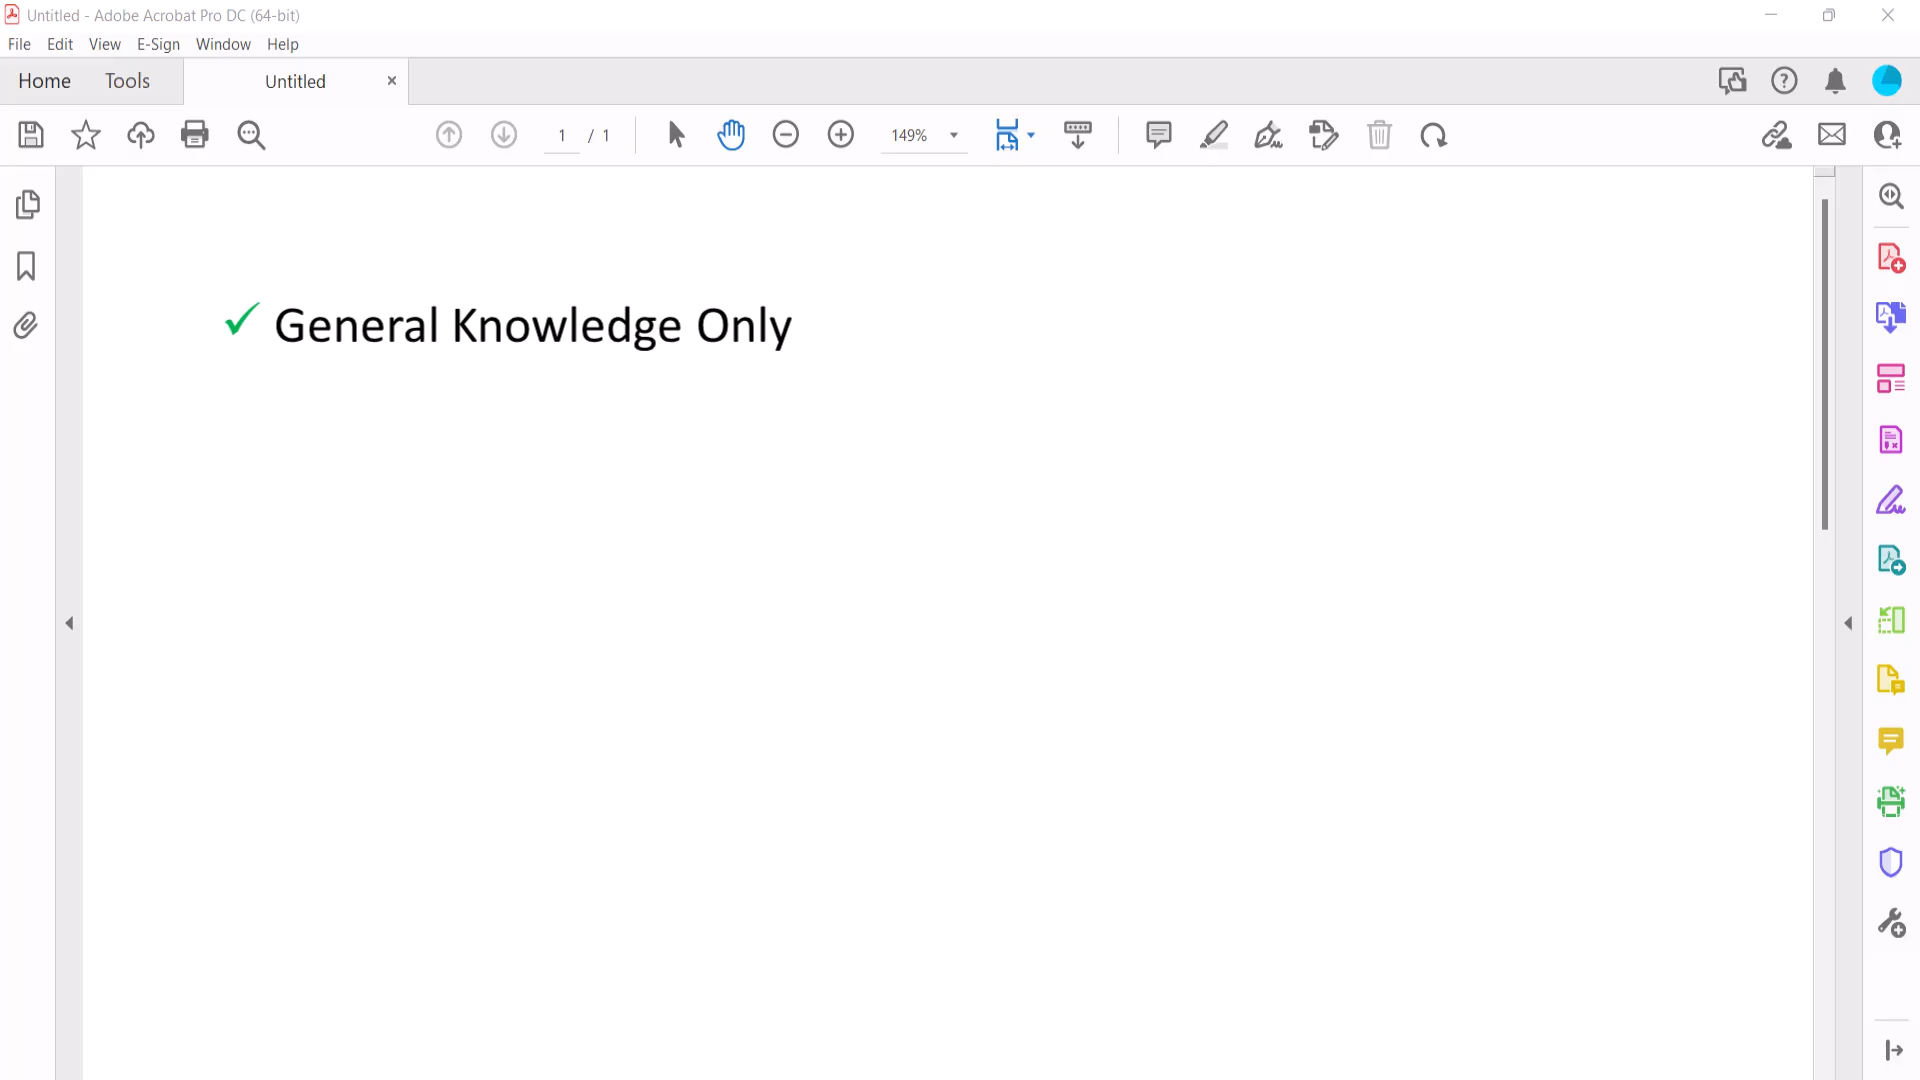 Untitled - Adobe Acrobat Pro DC (64-bit)
File Edit View E-Sign Window Help
Home Tools Untitled
1 / 1 149%
✓ General Knowledge Only